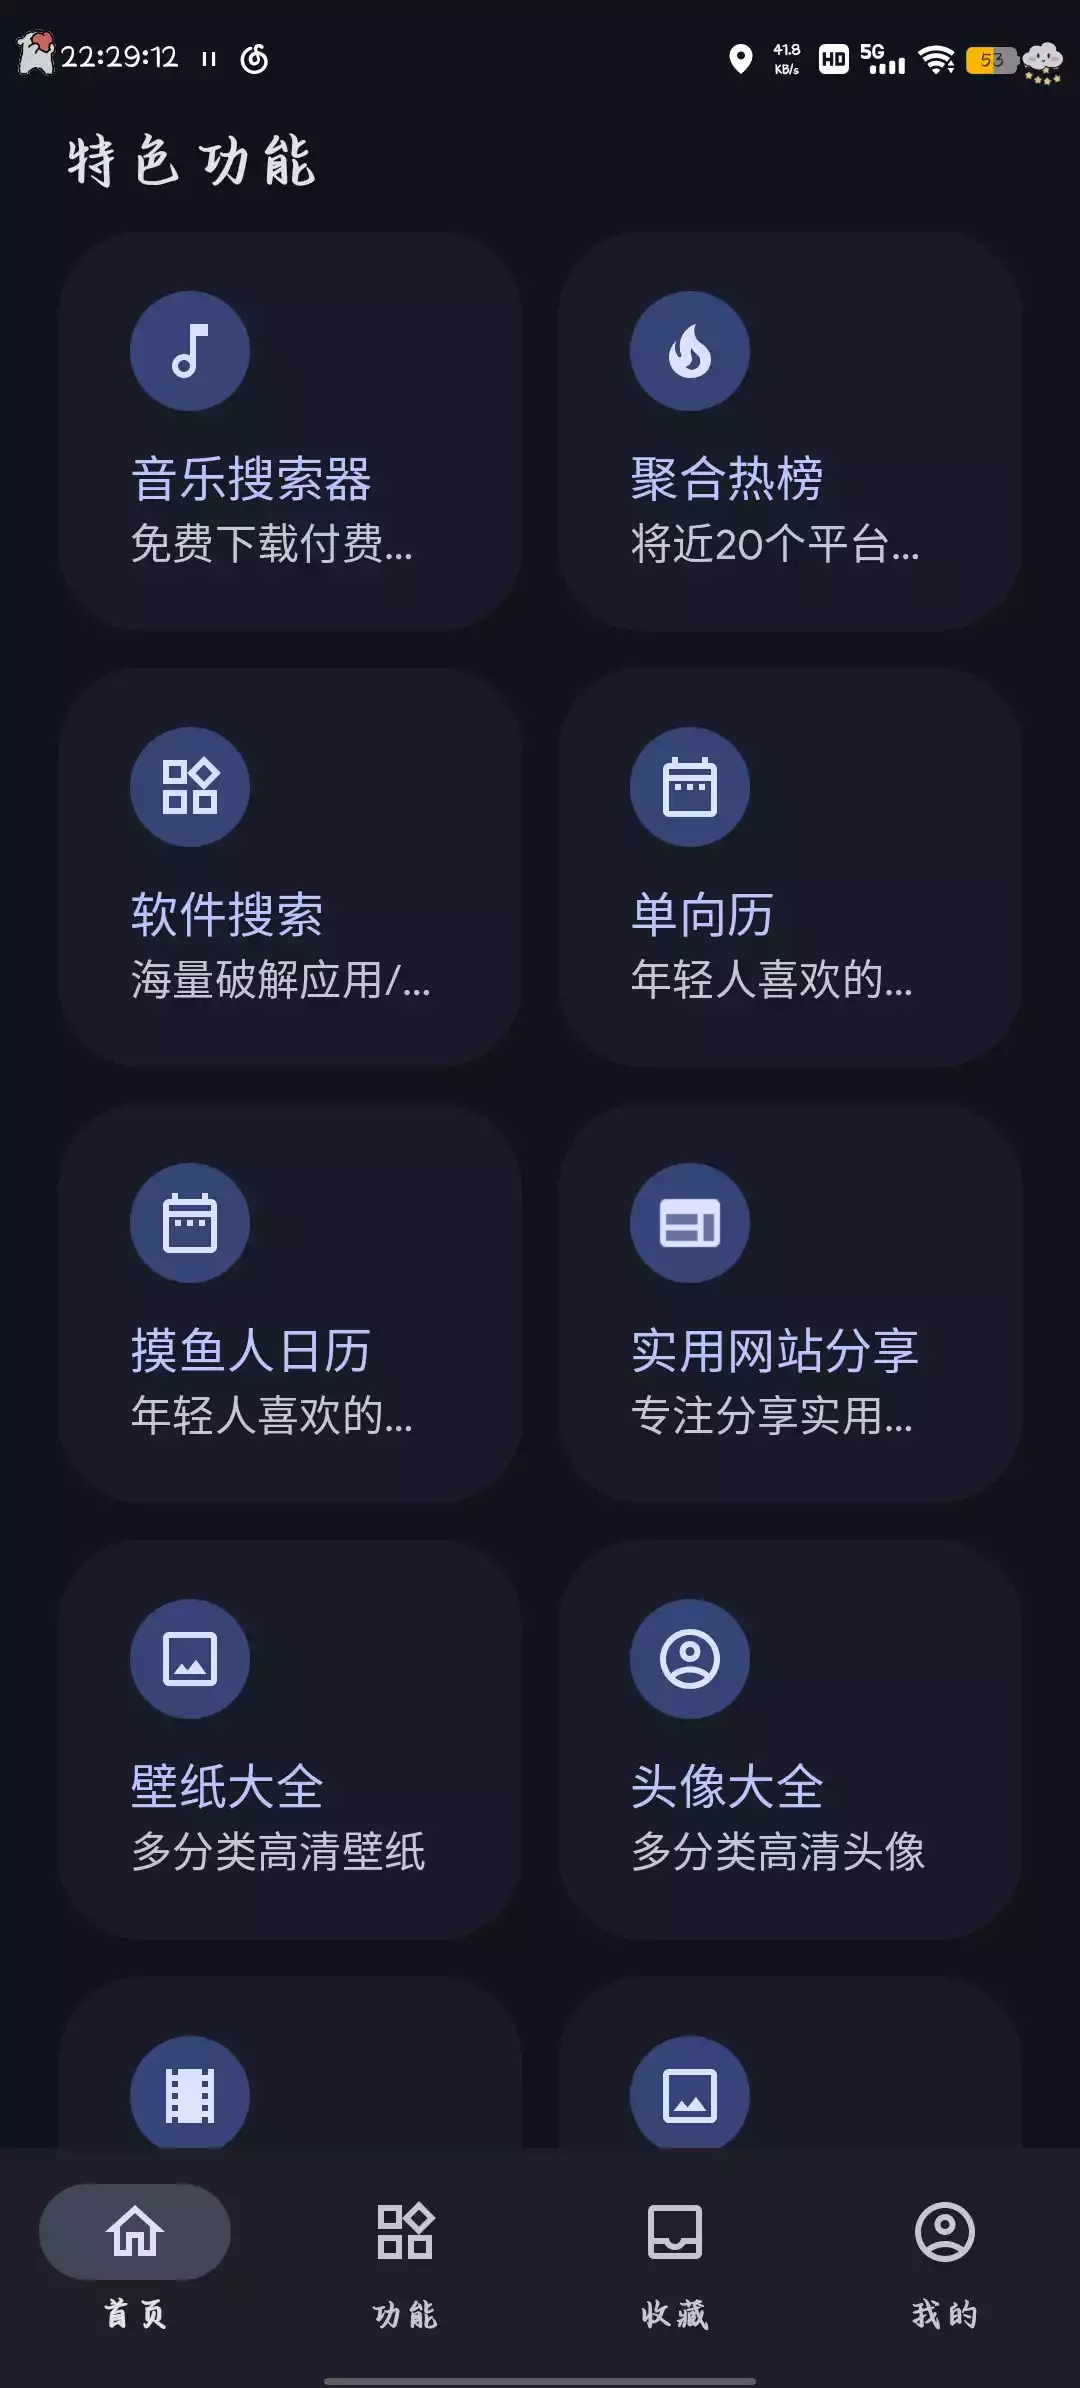 22:29:12
41.8 KB/s
HD
5G
53
特色功能
音乐搜索器
免费下载付费...
聚合热榜
将近20个平台...
软件搜索
海量破解应用/...
单向历
年轻人喜欢的...
摸鱼人日历
年轻人喜欢的...
实用网站分享
专注分享实用...
壁纸大全
多分类高清壁纸
头像大全
多分类高清头像
首页
功能
收藏
我的